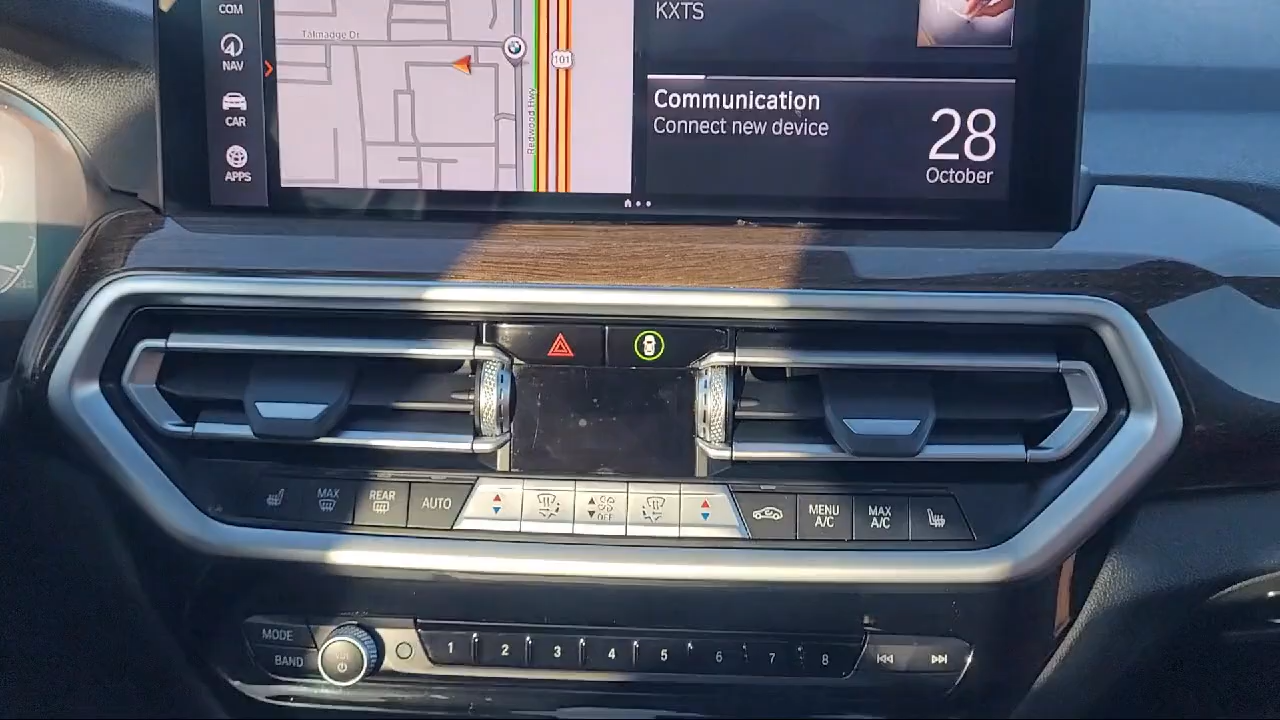 COM
NAV
CAR
APPS
Talmadge Dr
101
Redwood Hwy
KXTS
Communication
Connect new device
28
October
MAX
REAR
AUTO
OFF
MENU
A/C
MAX
A/C
MODE
BAND
VOL
1 2 3 4 5 6 7 8